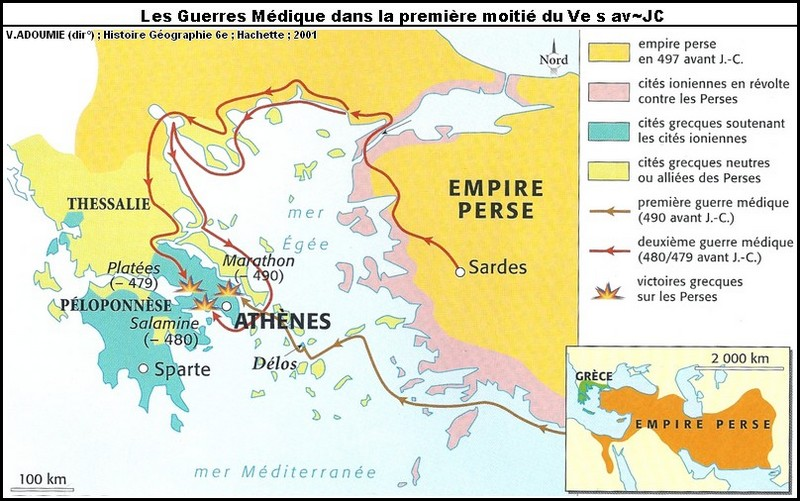 Les Guerres Médique dans la première moitié du Ve s av~JC
V.ADOUMIE (dir°) ; Histoire Géographie 6e ; Hachette ; 2001
Nord
empire perse
en 497 avant J.-C.
cités ioniennes en révolte
contre les Perses
cités grecques soutenant
les cités ioniennes
cités grecques neutres
ou alliées des Perses
première guerre médique
(490 avant J.-C.)
deuxième guerre médique
(480/479 avant J.-C.)
victoires grecques
sur les Perses
EMPIRE
PERSE
THESSALIE
mer
Égée
Sardes
Marathon
(– 490)
Platées
(– 479)
PÉLOPONNÈSE
Salamine
(– 480)
ATHÈNES
Délos
Sparte
mer Méditerranée
100 km
2 000 km
GRÈCE
EMPIRE PERSE